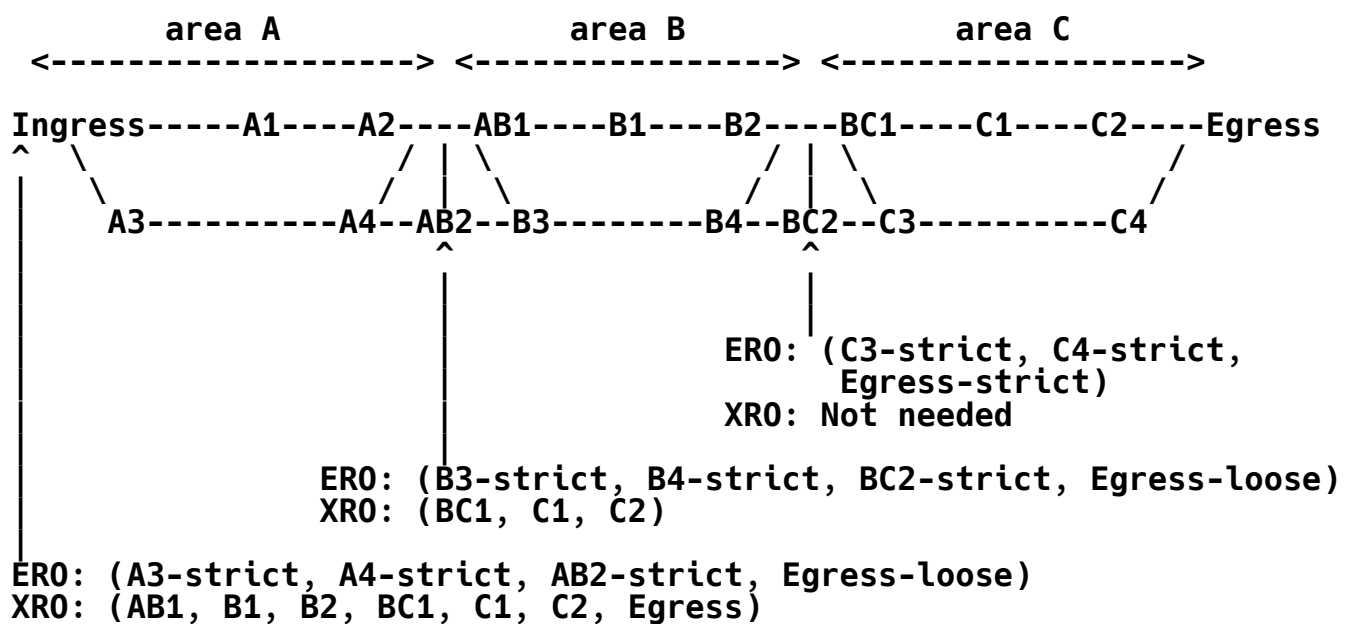 area A area B area C
<-------------------> <----------------> <------------------>
Ingress-----A1----A2----AB1----B1----B2----BC1----C1----C2----Egress
^ \ / | \ / | \ /
| \ / | \ / | \ /
| A3----------A4--AB2--B3--------B4--BC2--C3----------C4
^ ^
ERO: (C3-strict, C4-strict,
Egress-strict)
XRO: Not needed
ERO: (B3-strict, B4-strict, BC2-strict, Egress-loose)
XRO: (BC1, C1, C2)
ERO: (A3-strict, A4-strict, AB2-strict, Egress-loose)
XRO: (AB1, B1, B2, BC1, C1, C2, Egress)